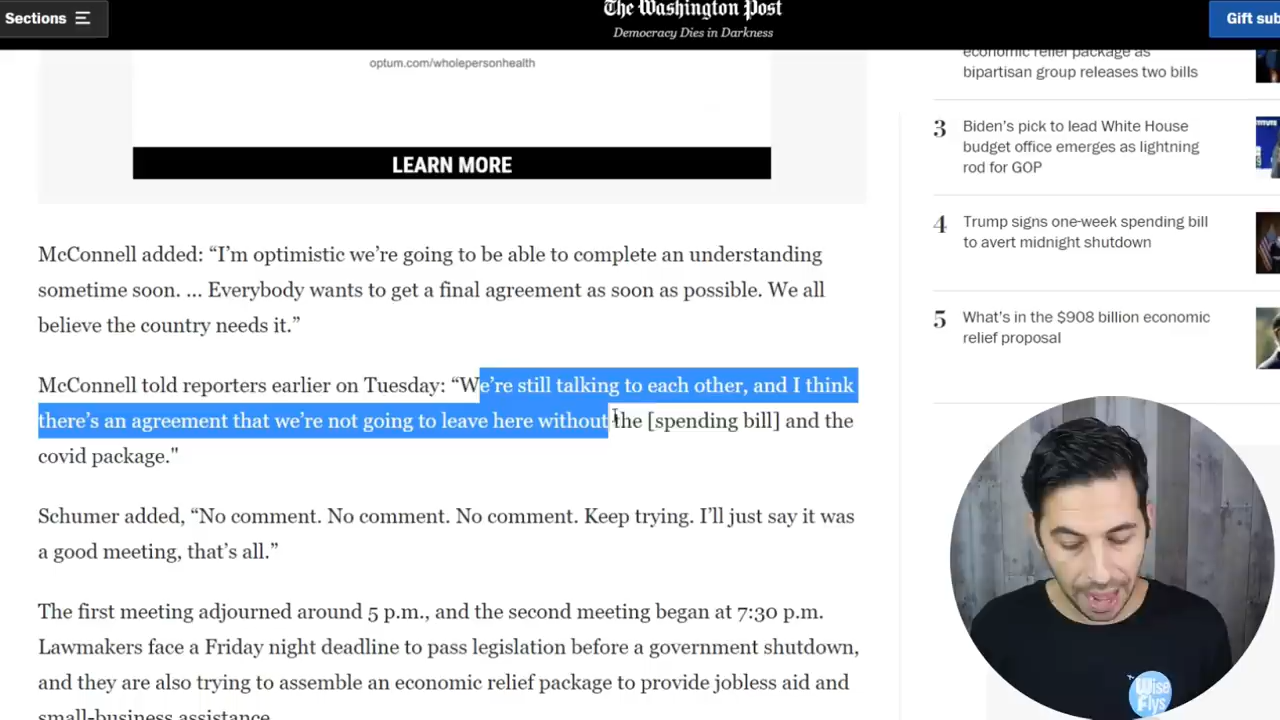 Sections
The Washington Post
Democracy Dies in Darkness
Gift sub
optum.com/wholepersonhealth
LEARN MORE
McConnell added: “I’m optimistic we’re going to be able to complete an understanding
sometime soon. ... Everybody wants to get a final agreement as soon as possible. We all
believe the country needs it.”
McConnell told reporters earlier on Tuesday: “We’re still talking to each other, and I think
there’s an agreement that we’re not going to leave here without the [spending bill] and the
covid package."
Schumer added, “No comment. No comment. No comment. Keep trying. I’ll just say it was
a good meeting, that’s all.”
The first meeting adjourned around 5 p.m., and the second meeting began at 7:30 p.m.
Lawmakers face a Friday night deadline to pass legislation before a government shutdown,
and they are also trying to assemble an economic relief package to provide jobless aid and
small-business assistance.
economic relief package as
bipartisan group releases two bills
3
Biden’s pick to lead White House
budget office emerges as lightning
rod for GOP
4
Trump signs one-week spending bill
to avert midnight shutdown
5
What’s in the $908 billion economic
relief proposal
The
Wise
Flys